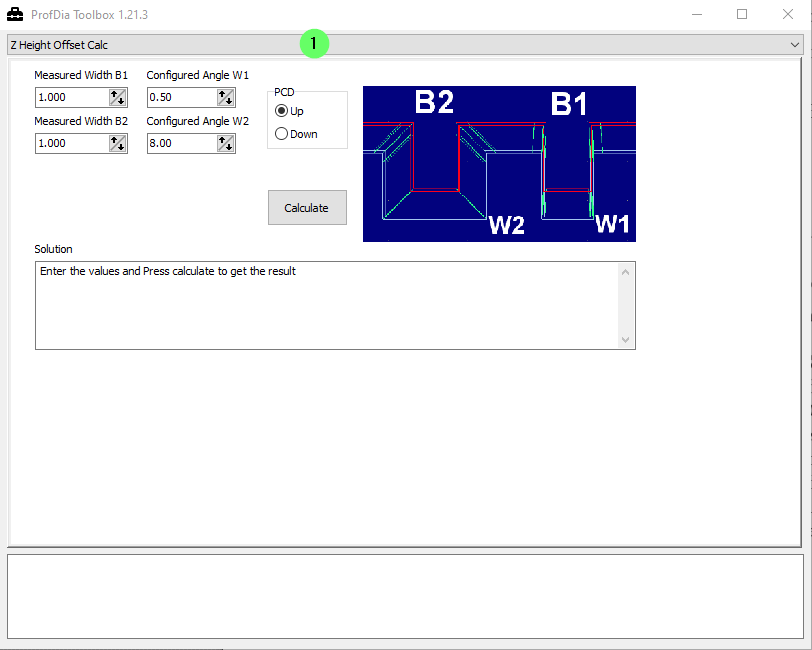 ProfDia Toolbox 1.21.3
Z Height Offset Calc
1
Measured Width B1
Configured Angle W1
1.000
0.50
Measured Width B2
Configured Angle W2
1.000
8.00
PCD
Up
Down
Calculate
B2
B1
W2
W1
Solution
Enter the values and Press calculate to get the result